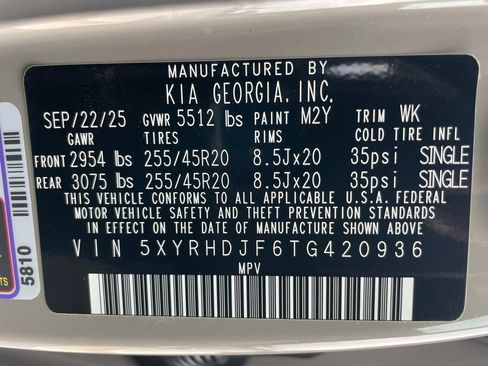 MANUFACTURED BY
KIA GEORGIA, INC.
SEP/22/25 GVWR 5512 lbs PAINT M2Y TRIM WK
GAWR TIRES RIMS COLD TIRE INFL
FRONT 2954 lbs 255/45R20 8.5Jx20 35psi SINGLE
REAR 3075 lbs 255/45R20 8.5Jx20 35psi SINGLE
THIS VEHICLE CONFORMS TO ALL APPLICABLE U.S.A. FEDERAL
MOTOR VEHICLE SAFETY AND THEFT PREVENTION STANDARDS
IN EFFECT ON THE DATE OF MANUFACTURE SHOWN ABOVE.
VIN 5XYRHDJF6TG420936
MPV
5810